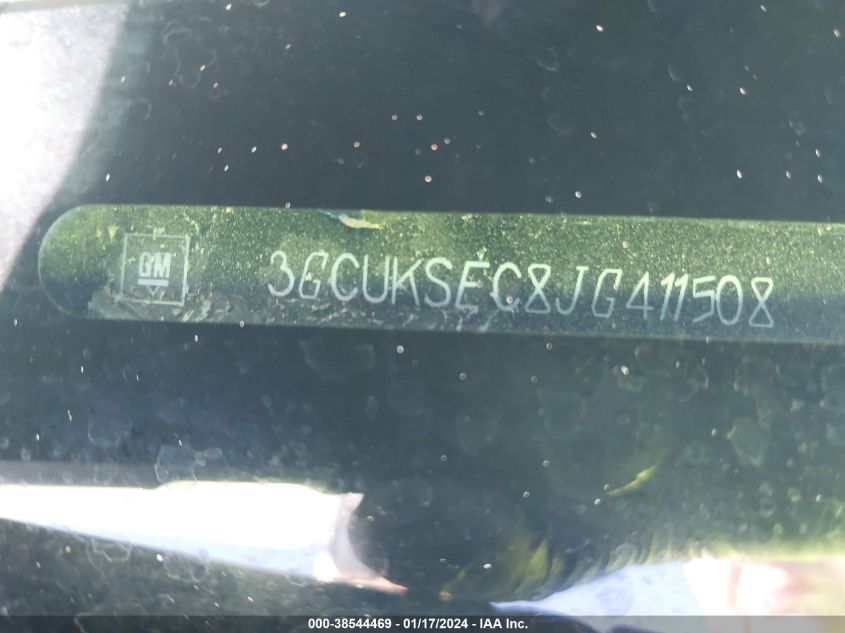 GM
3GCUKSEC8JG411508
000-38544469 - 01/17/2024 - IAA Inc.